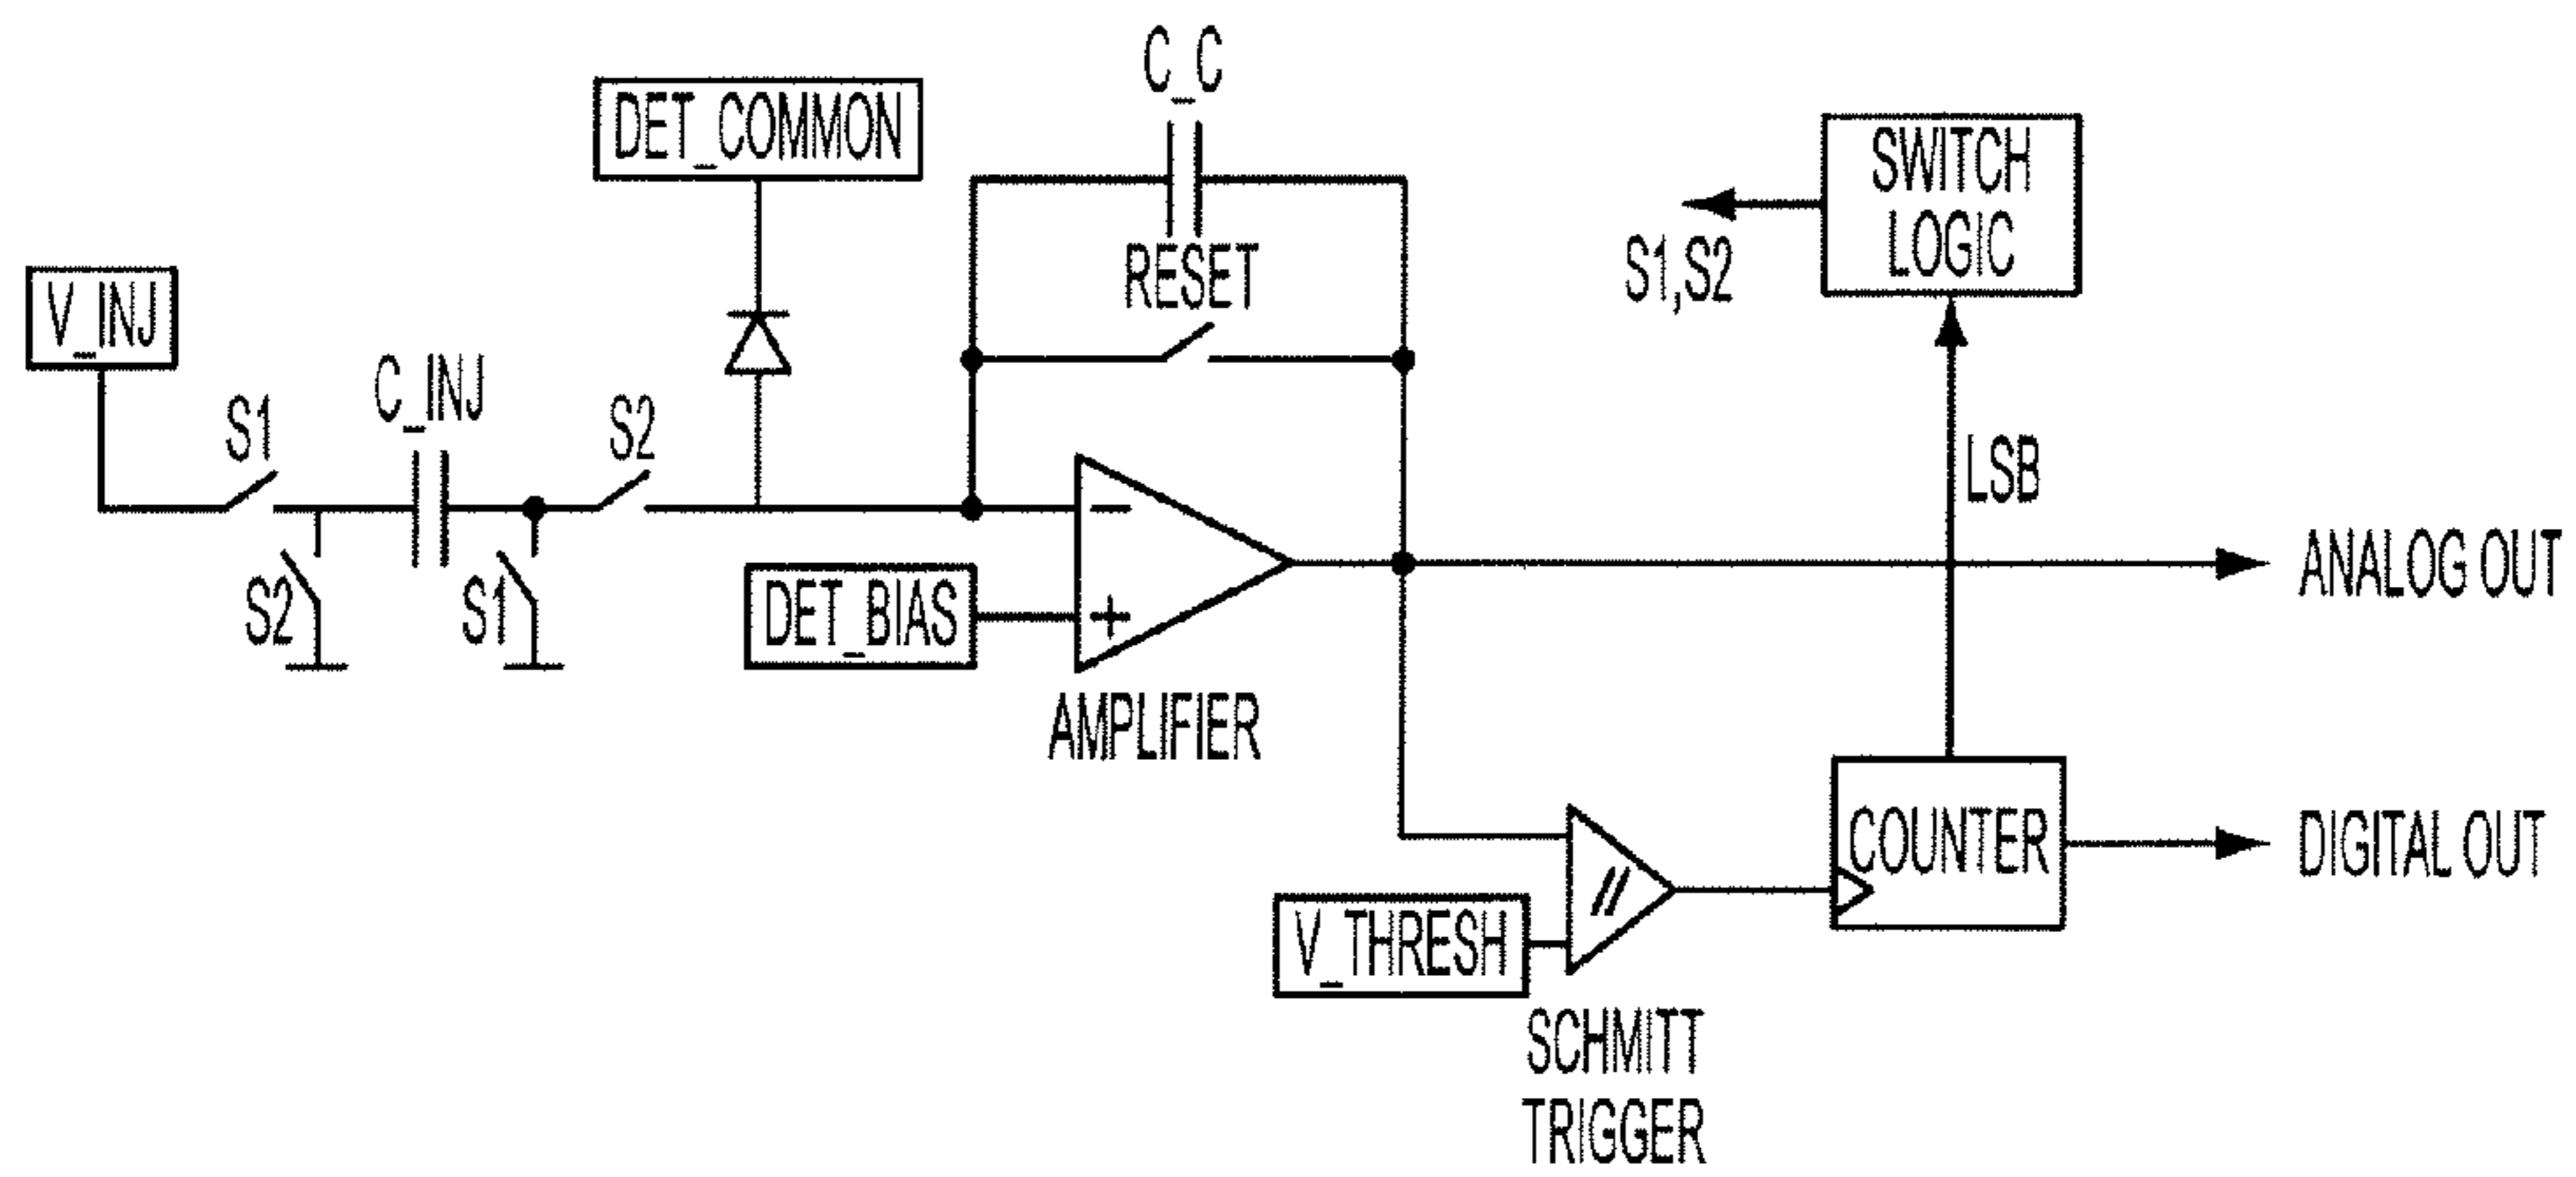 C_C
DET_COMMON
SWITCH
LOGIC
RESET
S1,S2
V_INJ
C_INJ
S1
S2
LSB
S2
S1
DET_BIAS
-
+
ANALOG OUT
AMPLIFIER
COUNTER
DIGITAL OUT
V_THRESH
SCHMITT
TRIGGER